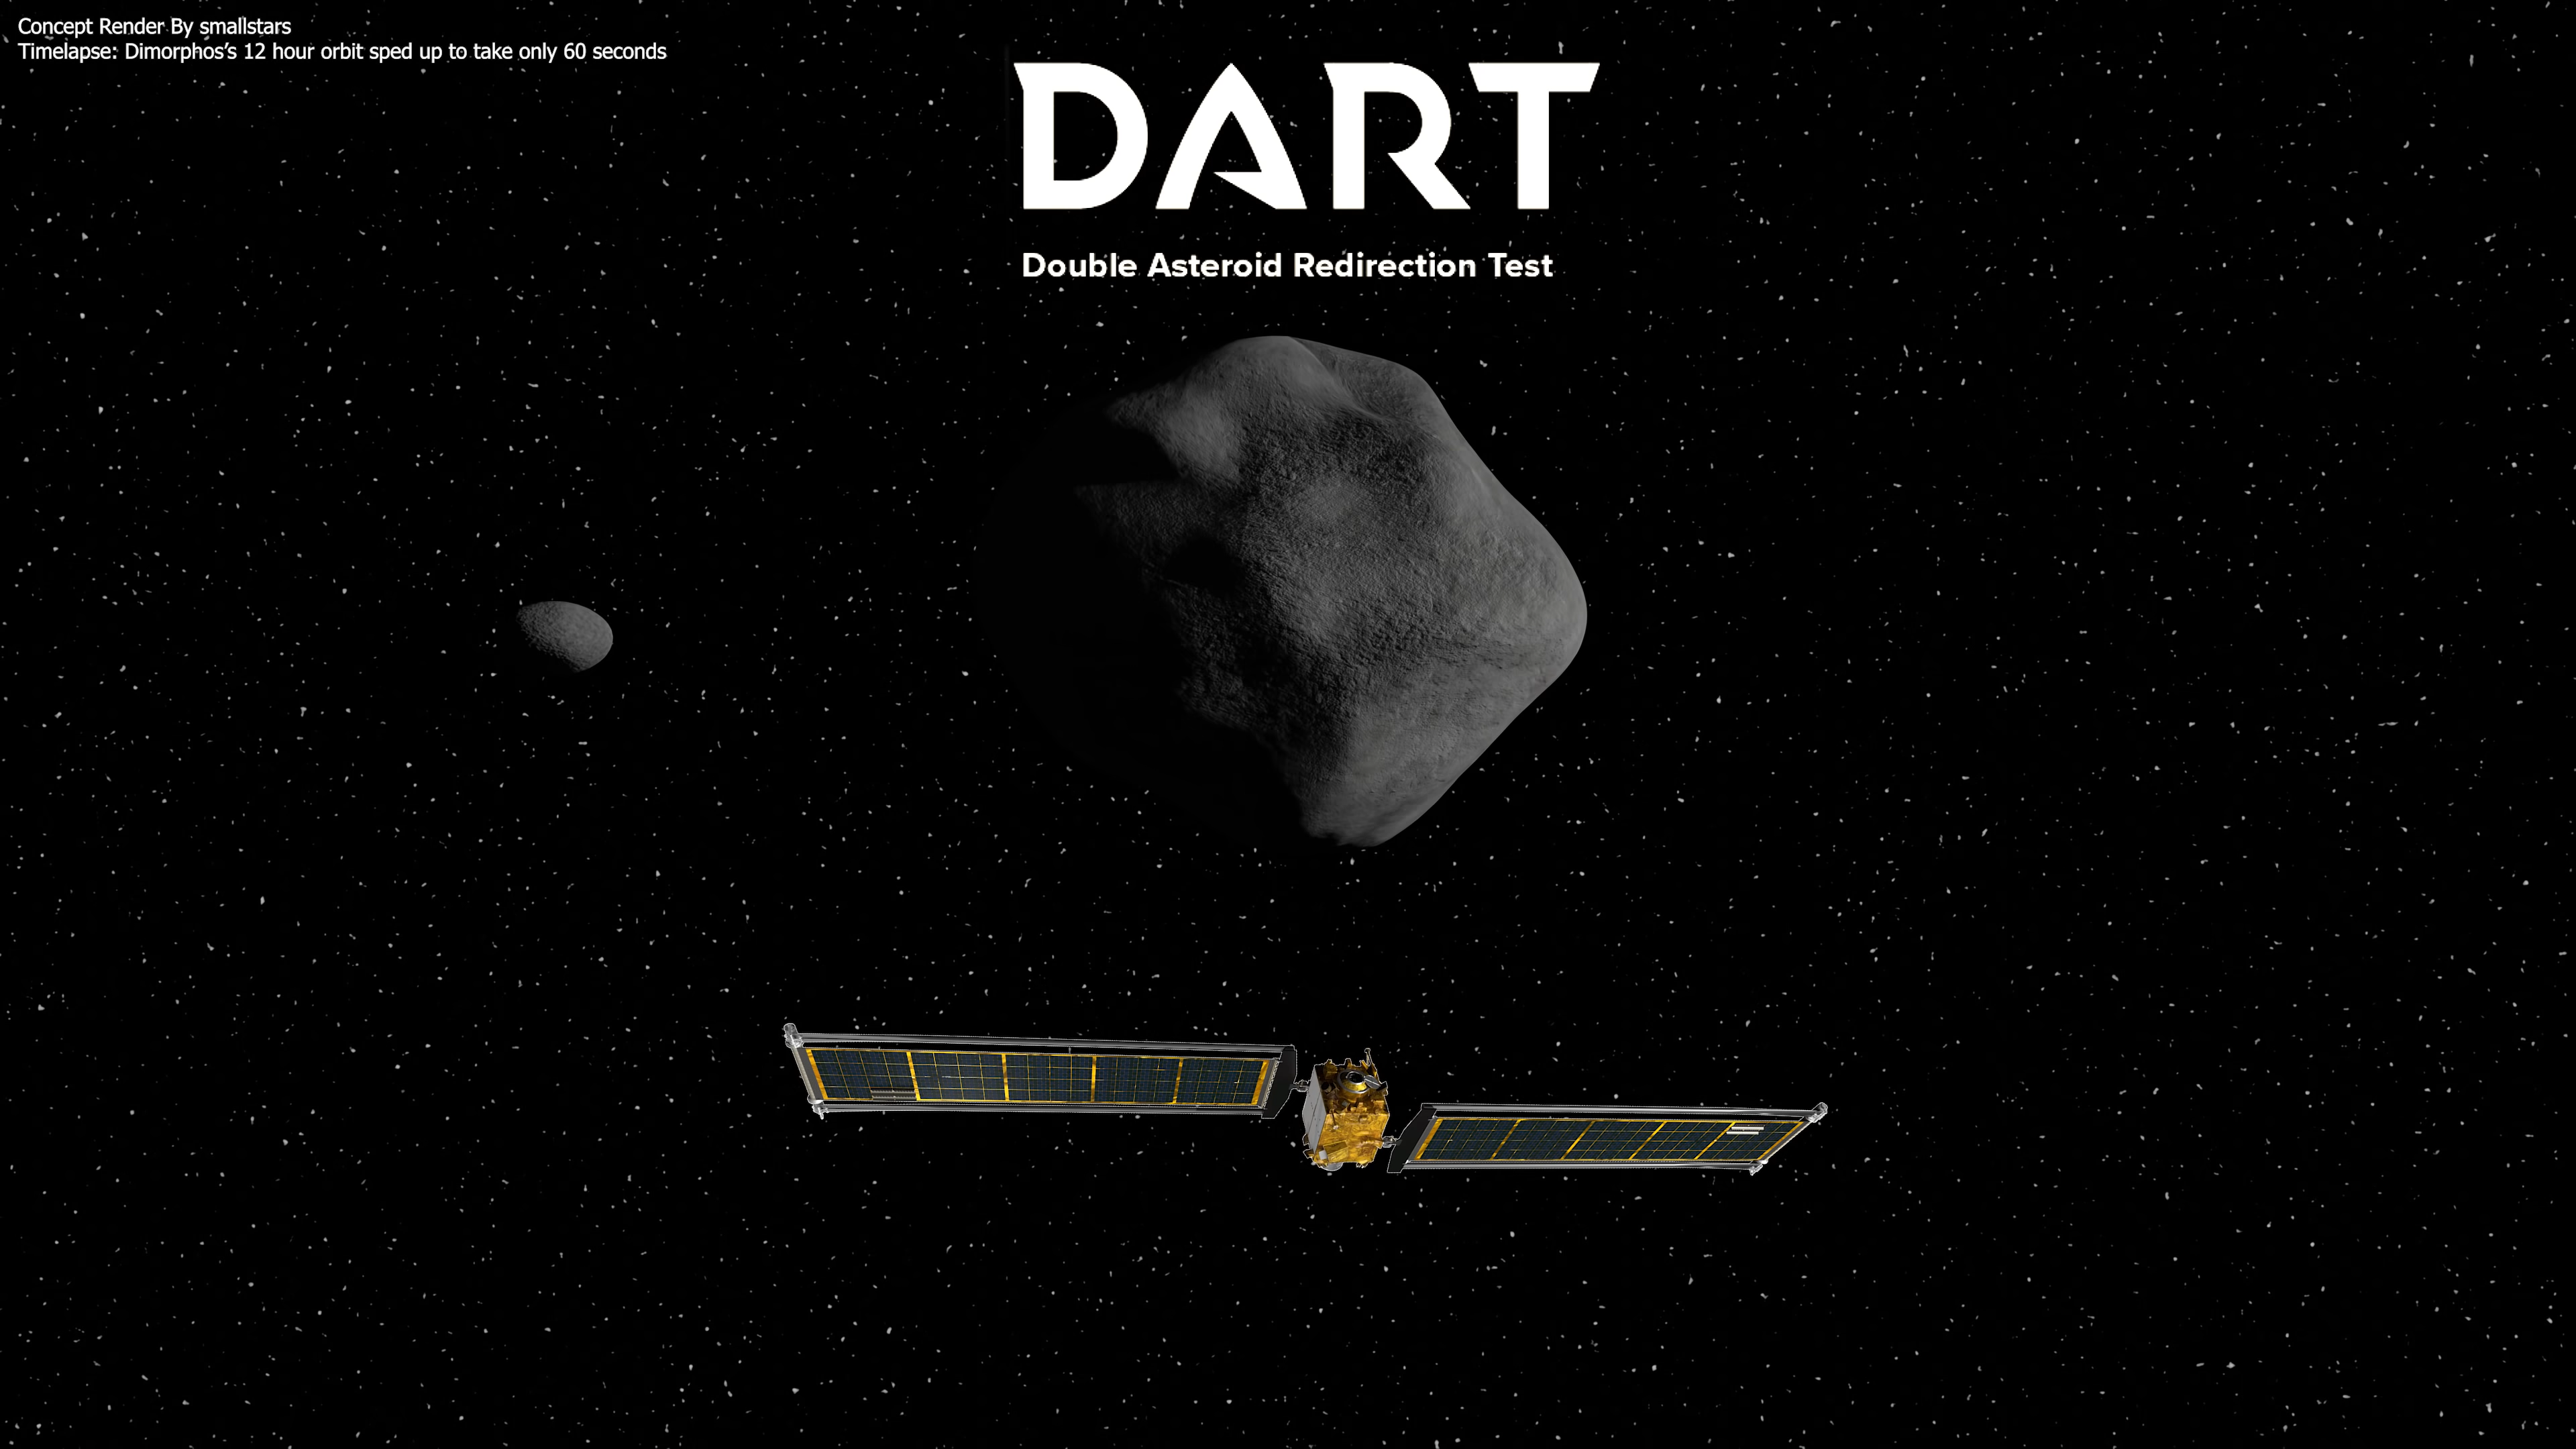 Concept Render By smallstars
Timelapse: Dimorphos’s 12 hour orbit sped up to take only 60 seconds
DART
Double Asteroid Redirection Test